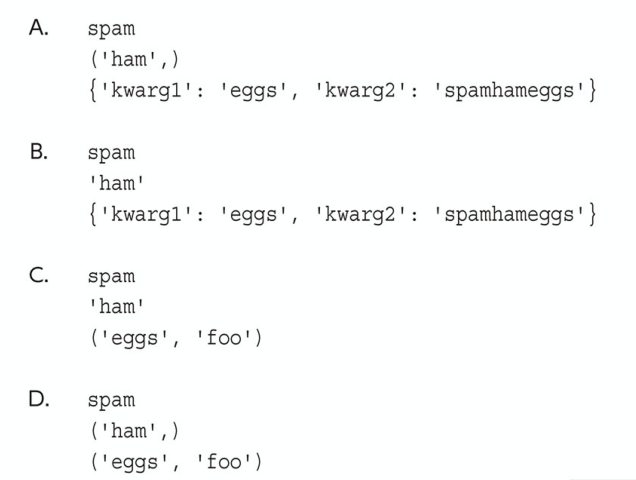 A. spam
('ham',)
{'kwarg1': 'eggs', 'kwarg2': 'spamhameggs'}
B. spam
'ham'
{'kwarg1': 'eggs', 'kwarg2': 'spamhameggs'}
C. spam
'ham'
('eggs', 'foo')
D. spam
('ham',)
('eggs', 'foo')